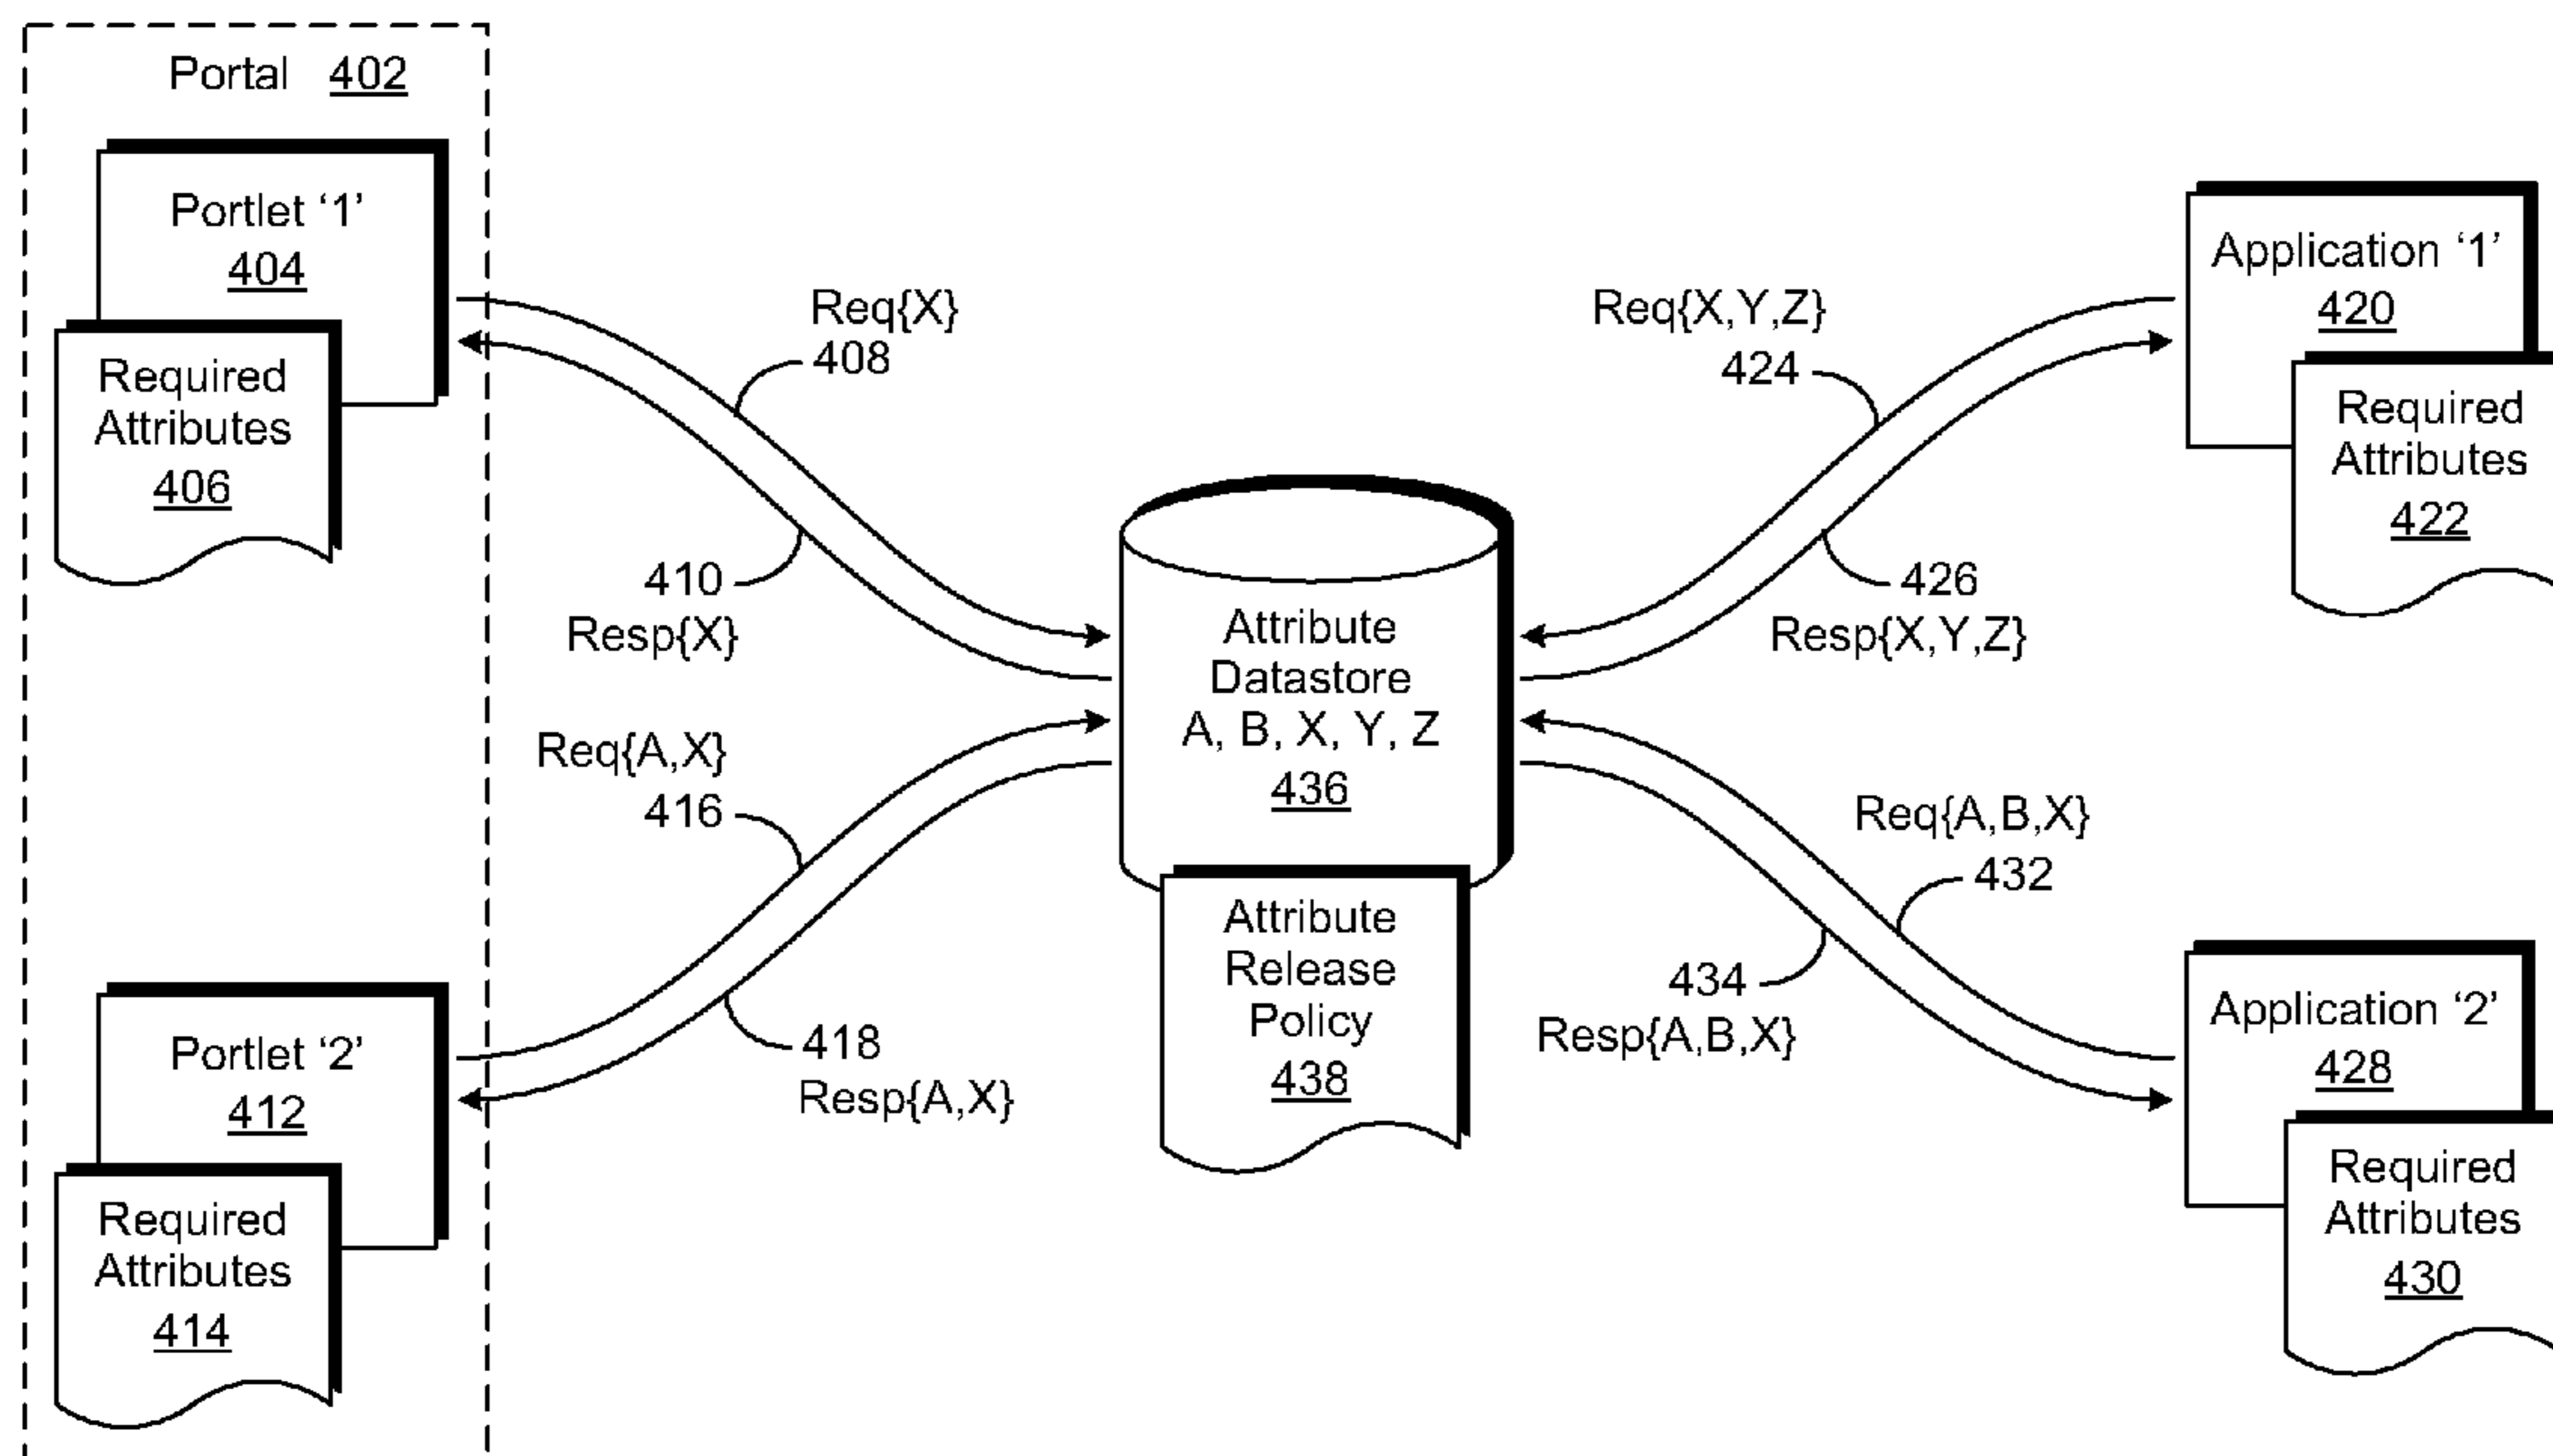 Portal 402
Portlet ‘1’
404
Required
Attributes
406
Req{X}
408
410
Resp{X}
Req{A,X}
416
418
Resp{A,X}
Portlet ‘2’
412
Required
Attributes
414
Attribute
Datastore
A, B, X, Y, Z
436
Attribute
Release
Policy
438
Req{X,Y,Z}
424
426
Resp{X,Y,Z}
Application ‘1’
420
Required
Attributes
422
Req{A,B,X}
432
434
Resp{A,B,X}
Application ‘2’
428
Required
Attributes
430